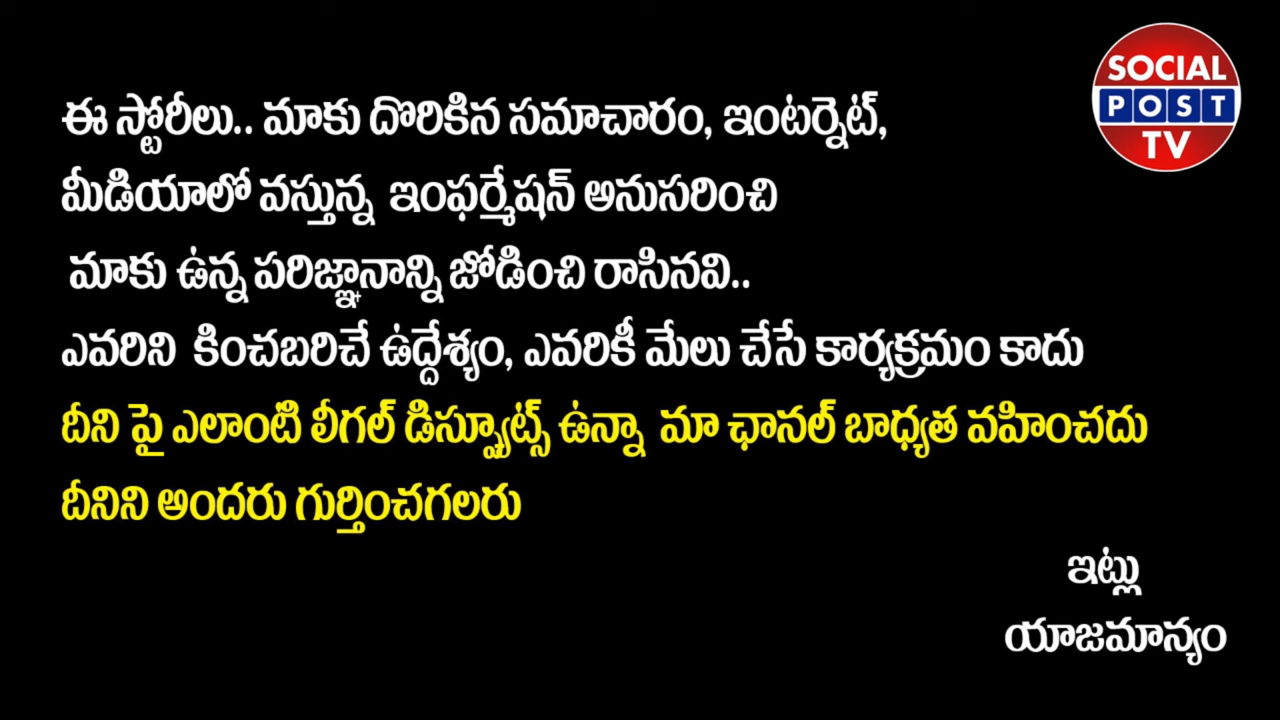 SOCIAL
POST
TV
ఈ స్టోరీలు.. మాకు దొరికిన సమాచారం, ఇంటర్నెట్,
మీడియాలో వస్తున్న ఇంఫర్మేషన్ అనుసరించి
మాకు ఉన్న పరిజ్ఞానాన్ని జోడించి రాసినవి..
ఎవరిని కించబరిచే ఉద్దేశ్యం, ఎవరికీ మేలు చేసే కార్యక్రమం కాదు
దీని పై ఎలాంటి లీగల్ డిస్ప్యూట్స్ ఉన్నా మా ఛానల్ బాధ్యత వహించదు
దీనిని అందరు గుర్తించగలరు
ఇట్లు
యాజమాన్యం